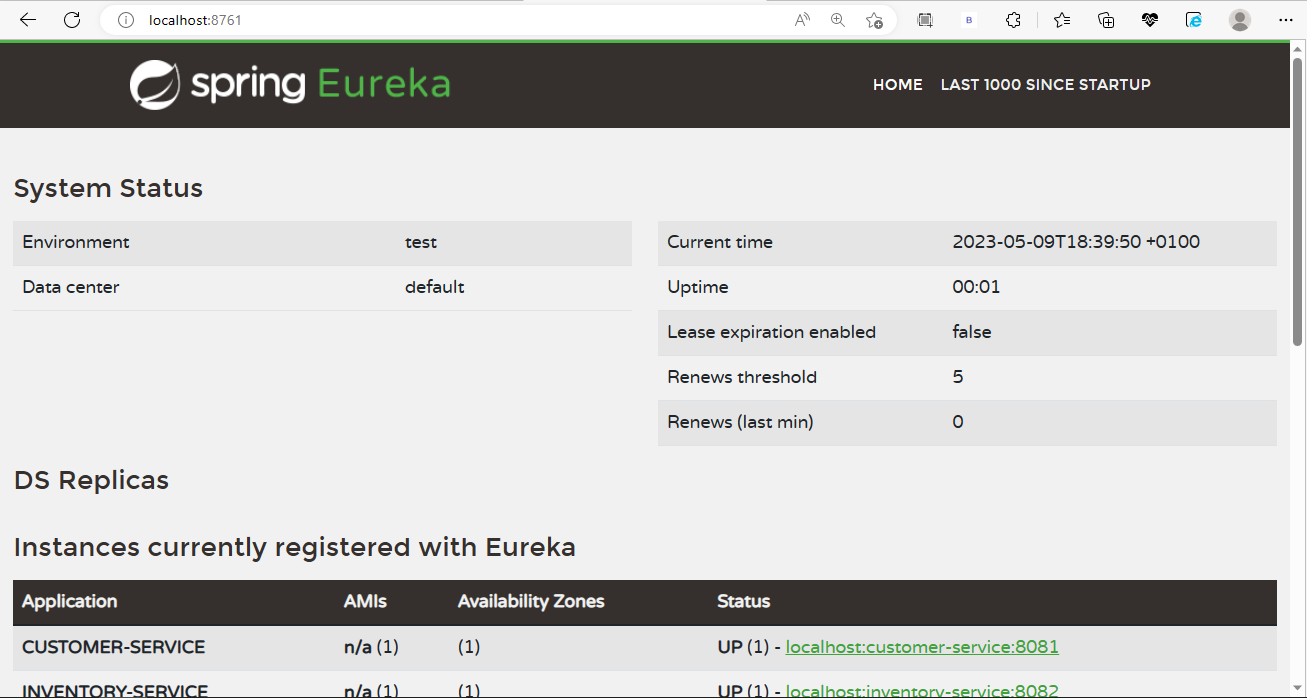 localhost:8761
spring Eureka
HOME LAST 1000 SINCE STARTUP
System Status
Environment test
Data center default
Current time 2023-05-09T18:39:50 +0100
Uptime 00:01
Lease expiration enabled false
Renews threshold 5
Renews (last min) 0
DS Replicas
Instances currently registered with Eureka
Application AMIs Availability Zones Status
CUSTOMER-SERVICE n/a (1) (1) UP (1) - localhost:customer-service:8081
INVENTORY-SERVICE n/a (1) (1) UP (1) - localhost:inventory-service:8082